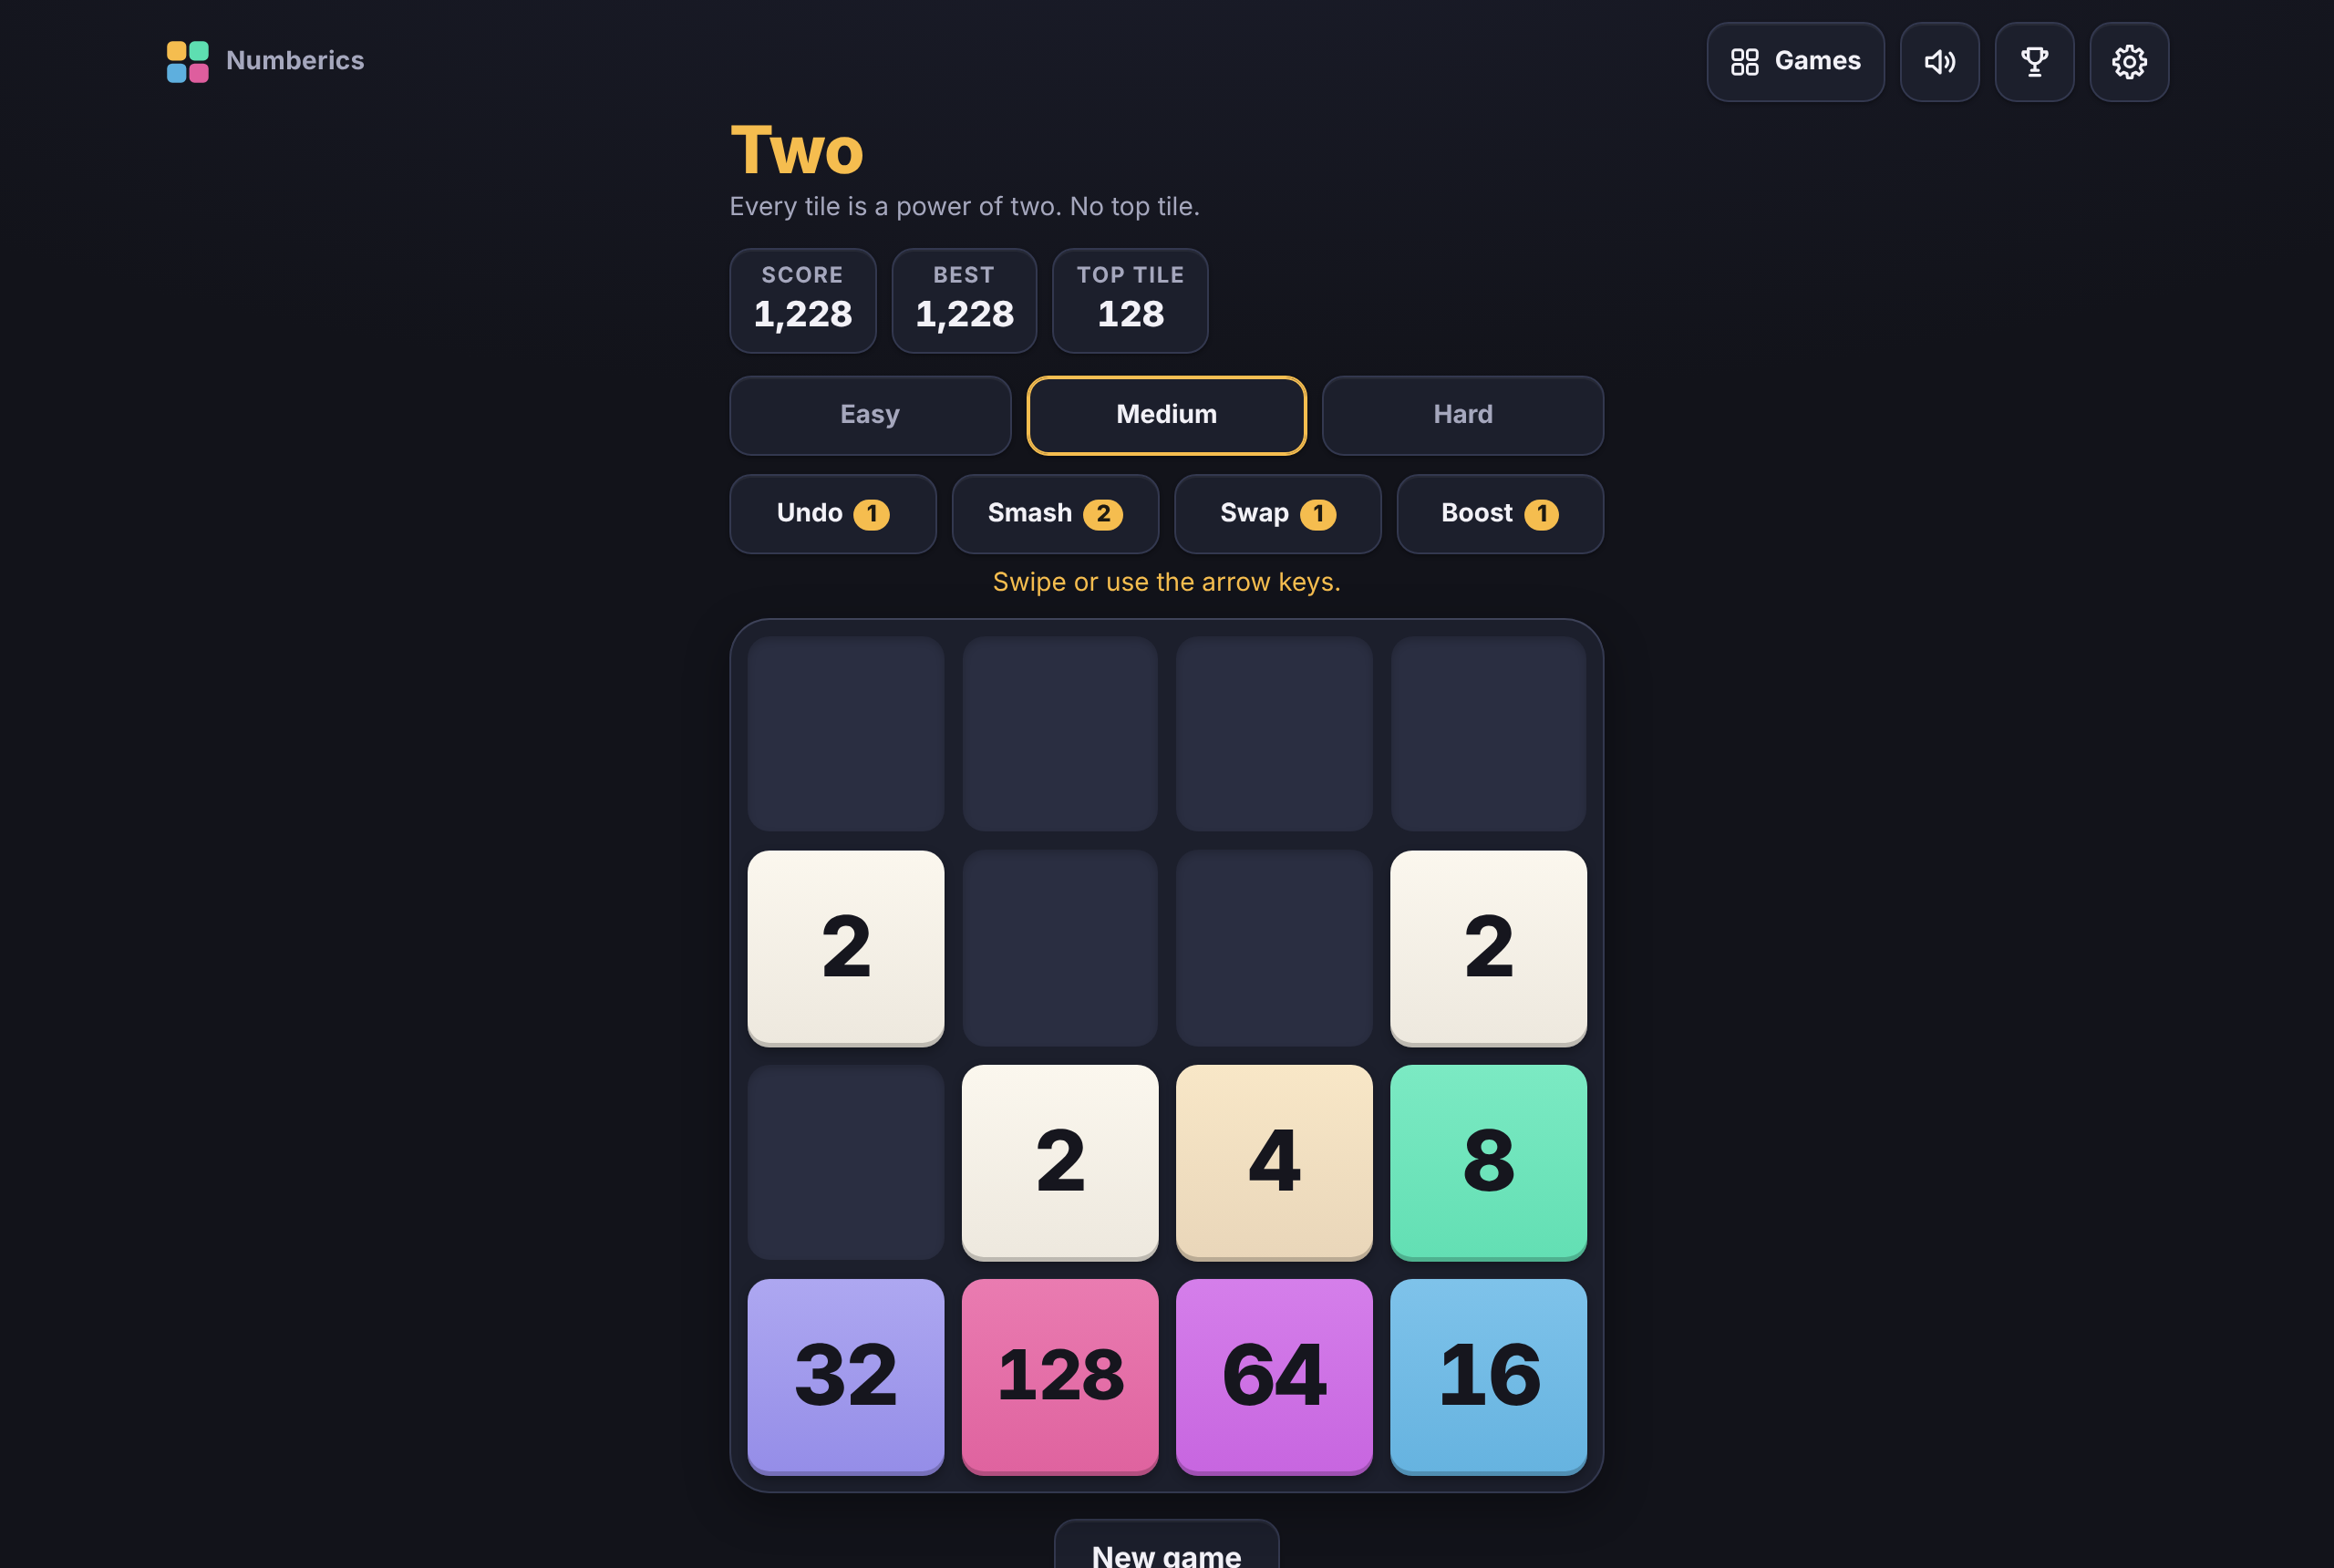 Numberics
Games
Two
Every tile is a power of two. No top tile.
SCORE BEST TOP TILE
1,228 1,228 128
Easy Medium Hard
Undo 1 Smash 2 Swap 1 Boost 1
Swipe or use the arrow keys.
2 2
2 4 8
32 128 64 16
New game